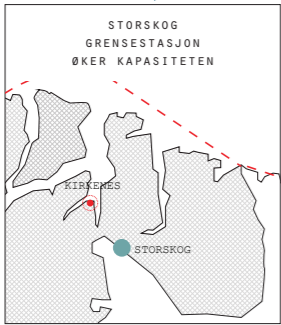 STORSKOG
GRENSESTASJON
ØKER KAPASITETEN
KIRKENES
STORSKOG